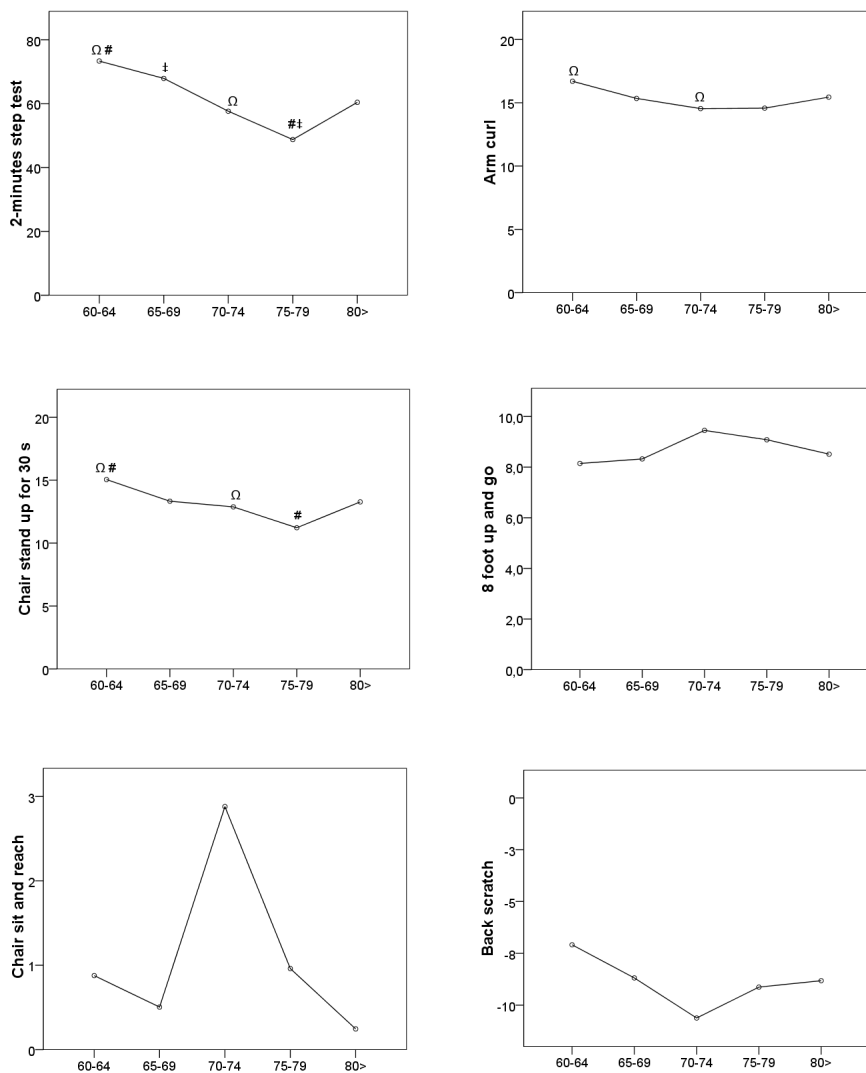 2-minutes step test
80
60
40
20
0
Ω #
‡
Ω
#‡
60-64 65-69 70-74 75-79 80>
Arm curl
20
15
10
5
0
Ω
Ω
60-64 65-69 70-74 75-79 80>
Chair stand up for 30 s
20
15
10
5
0
Ω #
Ω
#
60-64 65-69 70-74 75-79 80>
8 foot up and go
10,0
8,0
6,0
4,0
2,0
0,0
60-64 65-69 70-74 75-79 80>
Chair sit and reach
3
2
1
0
60-64 65-69 70-74 75-79 80>
Back scratch
0
-3
-5
-8
-10
60-64 65-69 70-74 75-79 80>